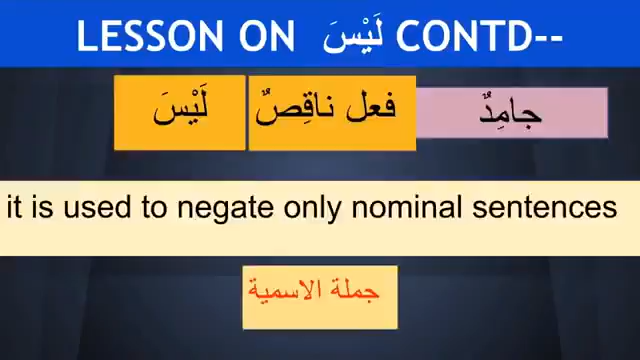 LESSON ON لَيْسَ CONTD--
لَيْسَ فعل ناقِصٌ جامِدٌ
it is used to negate only nominal sentences
جملة الاسمية